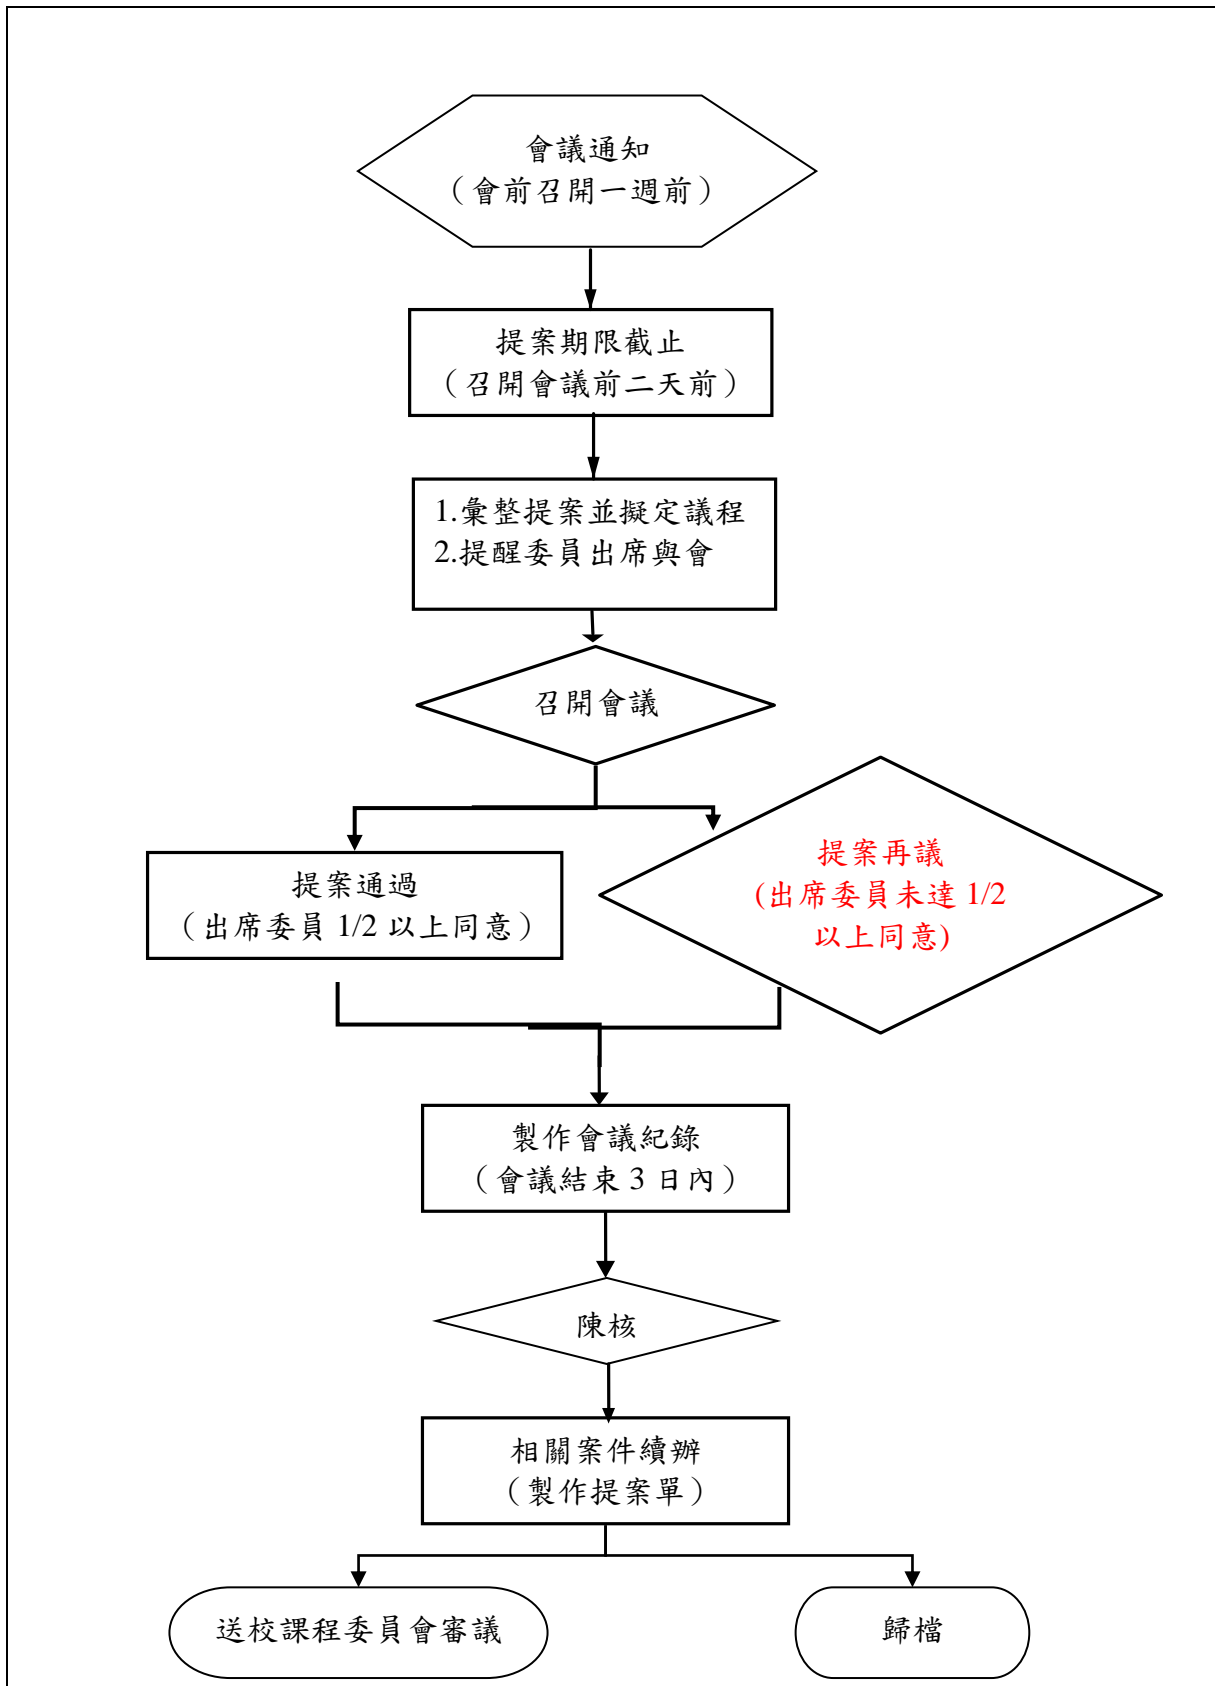 會議通知
（會前召開一週前）
提案期限截止
（召開會議前二天前）
1.彙整提案並擬定議程
2.提醒委員出席與會
召開會議
提案通過
（出席委員 1/2 以上同意）
提案再議
(出席委員未達 1/2
以上同意)
製作會議紀錄
（會議結束 3 日內）
陳核
相關案件續辦
（製作提案單）
送校課程委員會審議
歸檔